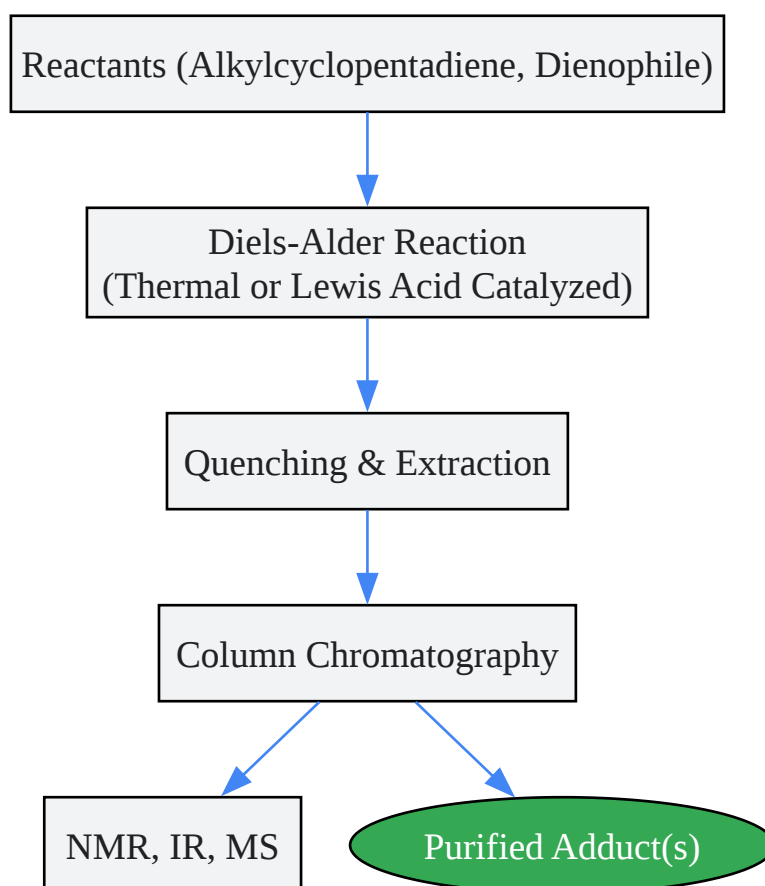 Reactants (Alkylcyclopentadiene, Dienophile)
Diels-Alder Reaction
(Thermal or Lewis Acid Catalyzed)
Quenching & Extraction
Column Chromatography
NMR, IR, MS
Purified Adduct(s)